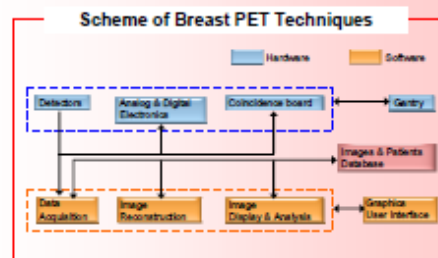 Scheme of Breast PET Techniques
Hardware
Software
Detectors
Analog & Digital
Electronics
Coincidence board
Gantry
Images & Patients
Database
Data
Acquisition
Image
Reconstruction
Image
Display & Analysis
Graphics
User Interface